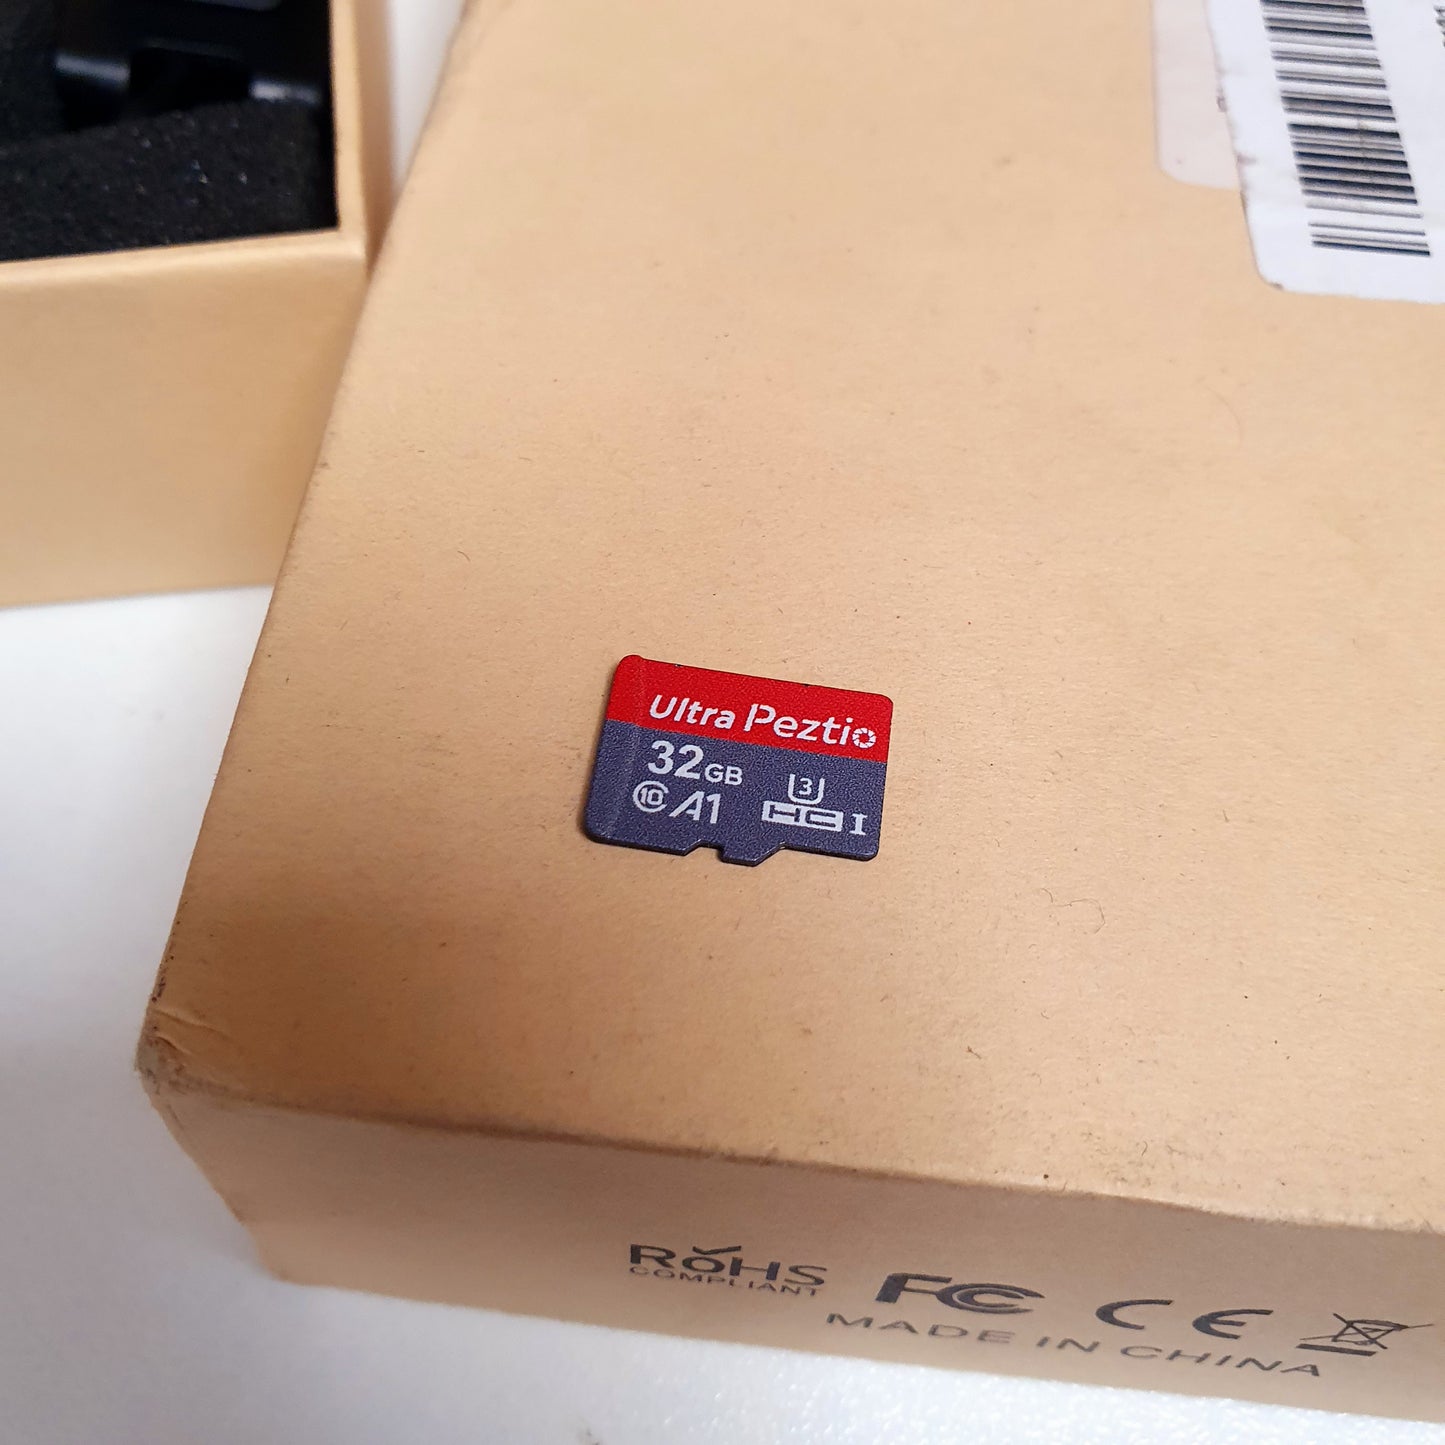 Ultra Peztio
32GB
10 A1 3
HC I
RoHS
COMPLIANT
FC CE
MADE IN CHINA